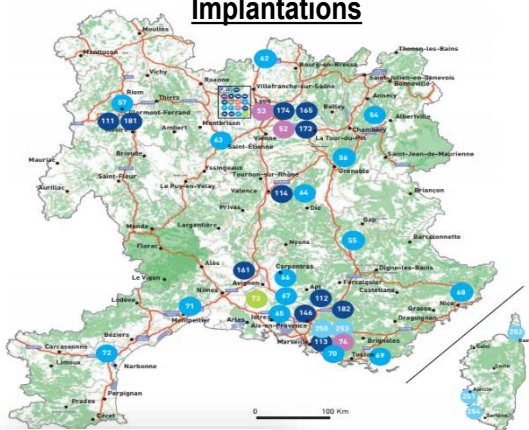 Implantations
Moulins
Montluçon
Thonon-les-Bains
62
Bourg-en-Bresse
Vichy
Roanne
Saint-Julien-en-Genevois
Bonneville
Villefranche-sur-Saône
Riom
Thiers
Annecy
57
Lyon
53 174 165
Belley
54
Albertville
Clermont-Ferrand
111 181
Ambert
Montbrison
52 173
Chambéry
Vienne
La Tour-du-Pin
63
Saint-Étienne
Brioude
56
Saint-Jean-de-Maurienne
Mauriac
Yssingeaux
Tournon-sur-Rhône
Grenoble
Saint-Flour
Le Puy-en-Velay
Aurillac
Valence
114 64
Briançon
Privas
Die
Gap
Mende
Largentière
55
Barcelonnette
Florac
Nyons
Alès
161
Carpentras
Digne-les-Bains
66
Le Vigan
Avignon
Forcalquier
Apt
Castellane
68
Nîmes
73
67
112
Nice
Lodève
71
182
Grasse
Montpellier
Arles
Istres
65
146
Draguignan
Aix-en-Provence
250 253
Béziers
Marseille
113 74
Brignoles
252
Carcassonne
72
70
Toulon
69
Limoux
Narbonne
Corte
Perpignan
Ajaccio
251
Prades
254
Sartène
Céret
0 100 Km